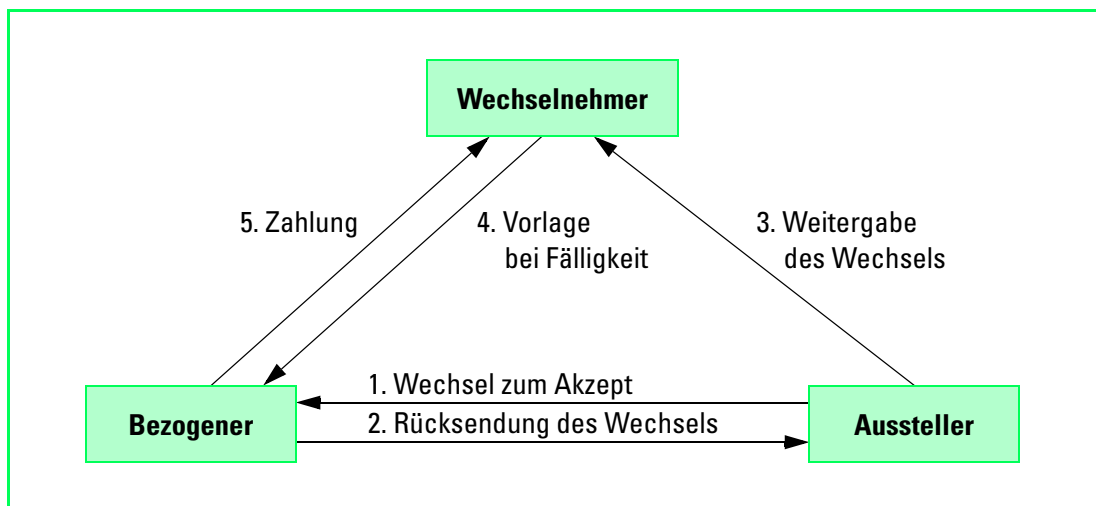 Wechselnehmer
5. Zahlung
4. Vorlage
bei Fälligkeit
3. Weitergabe
des Wechsels
1. Wechsel zum Akzept
Bezogener
2. Rücksendung des Wechsels
Aussteller